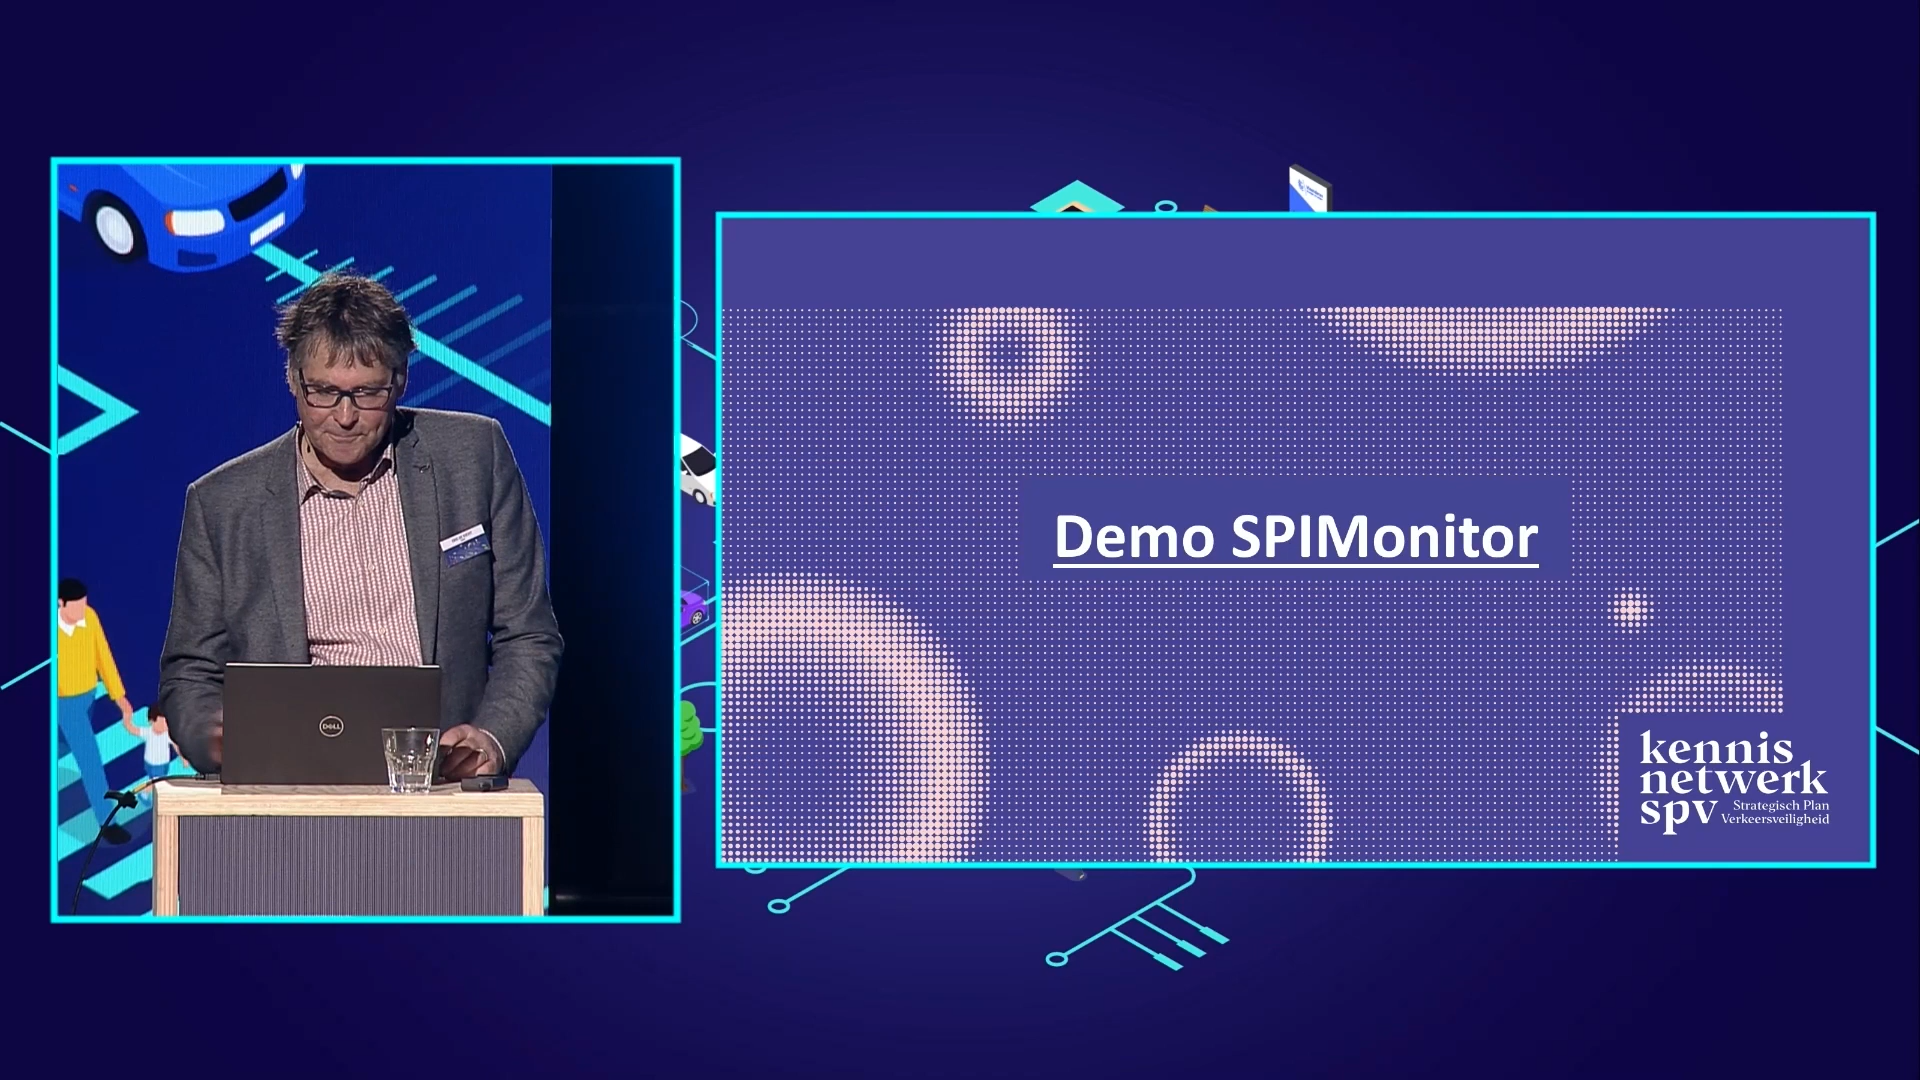 DELL
Demo SPIMonitor
kennis
netwerk
spv Strategisch Plan
Verkeersveiligheid